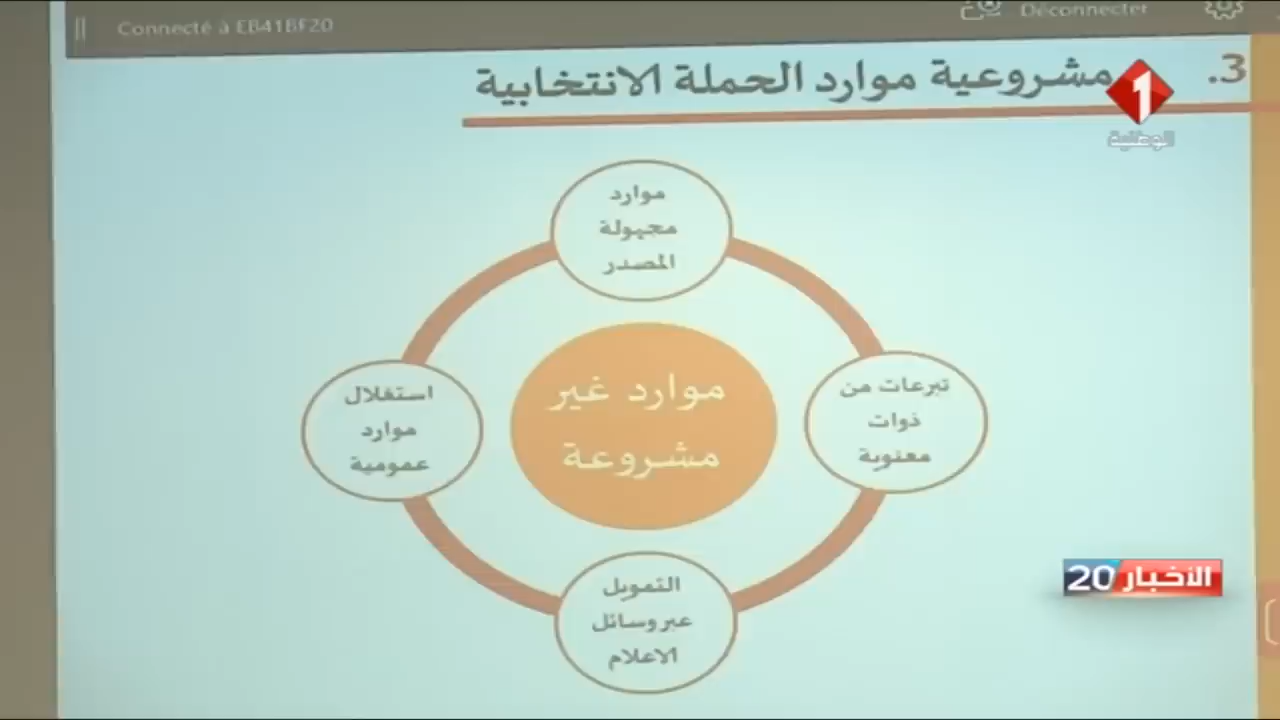 Connecté à EB41BF20
Déconnecter
3. مشروعية موارد الحملة الانتخابية
الوطنية
1
موارد
مجهولة
المصدر
تبرعات من
ذوات
معنوية
موارد غير
مشروعة
استغلال
موارد
عمومية
التمويل
عبر وسائل
الاعلام
الأخبار 20